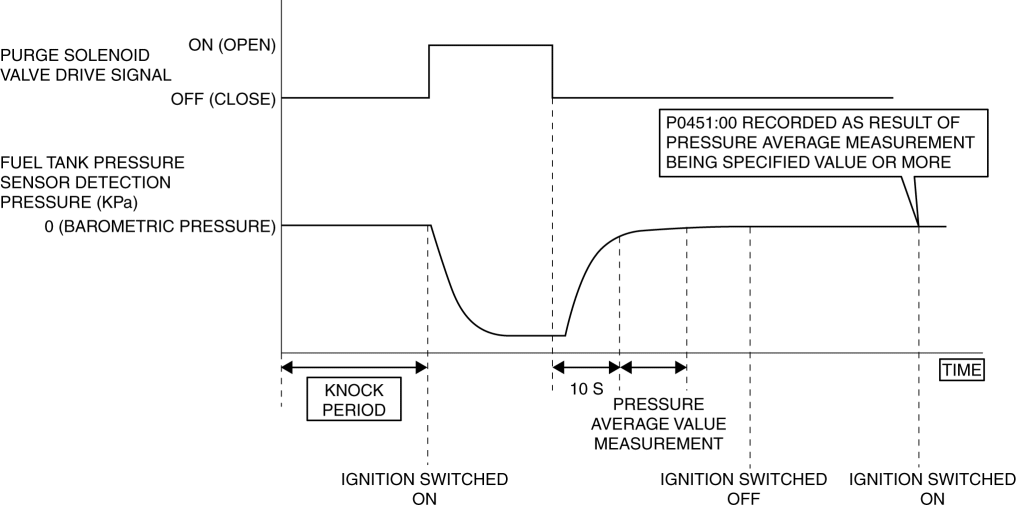 ON (OPEN)
PURGE SOLENOID
VALVE DRIVE SIGNAL
OFF (CLOSE)
P0451:00 RECORDED AS RESULT OF
PRESSURE AVERAGE MEASUREMENT
BEING SPECIFIED VALUE OR MORE
FUEL TANK PRESSURE
SENSOR DETECTION
PRESSURE (KPa)
0 (BAROMETRIC PRESSURE)
TIME
KNOCK
PERIOD
10 S
PRESSURE
AVERAGE VALUE
MEASUREMENT
IGNITION SWITCHED
ON
IGNITION SWITCHED
OFF
IGNITION SWITCHED
ON